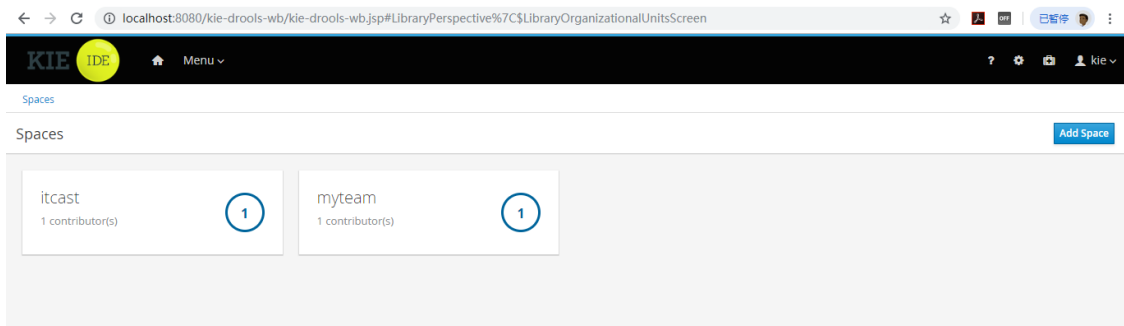 localhost:8080/kie-drools-wb/kie-drools-wb.jsp#LibraryPerspective%7C$LibraryOrganizationalUnitsScreen
OFF
已暂停
KIE IDE Menu ? kie
Spaces
Spaces Add Space
itcast
1 contributor(s)
1
myteam
1 contributor(s)
1